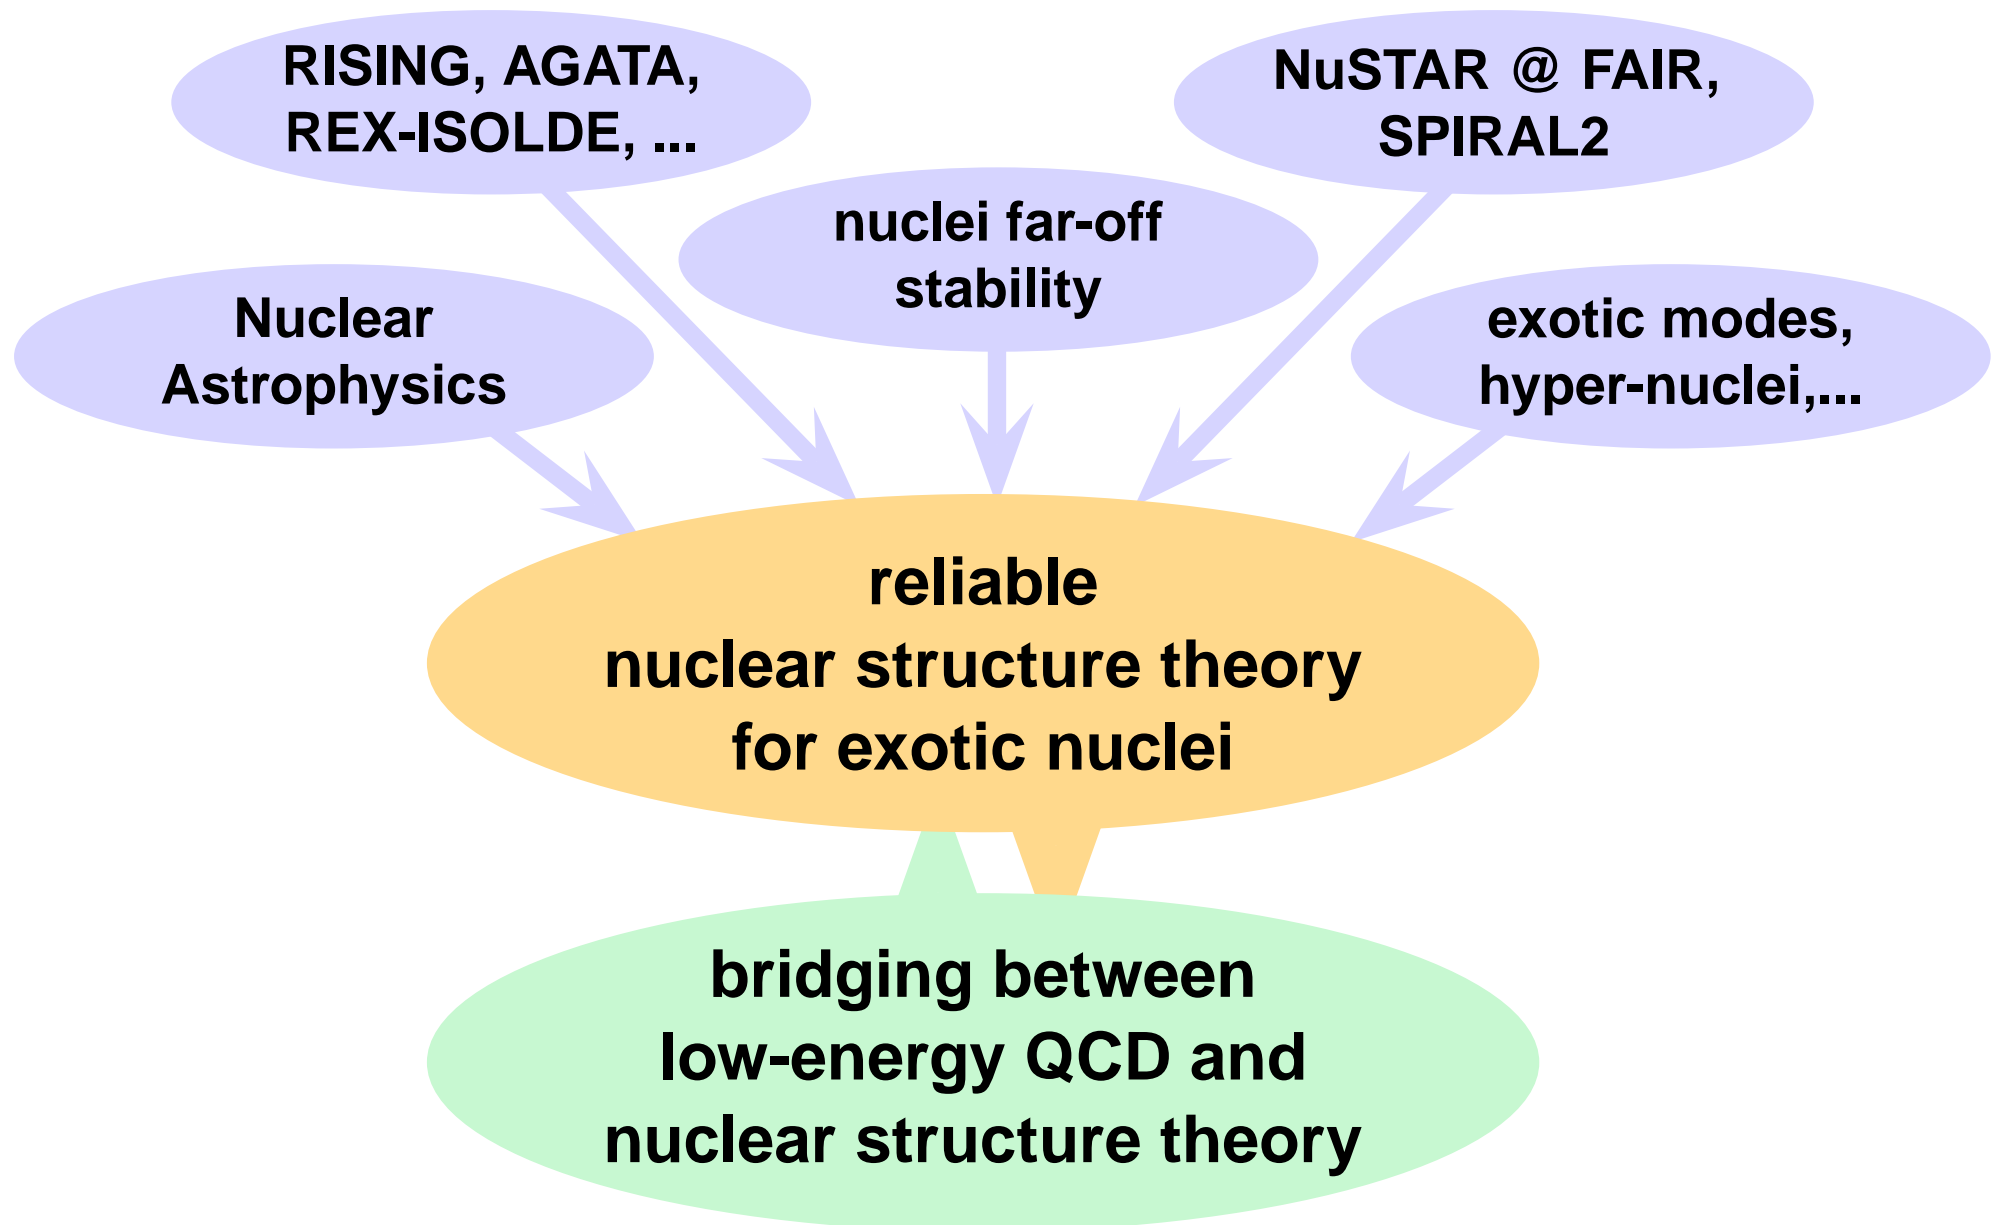 RISING, AGATA,
REX-ISOLDE, ...
NuSTAR @ FAIR,
SPIRAL2
nuclei far-off
stability
Nuclear
Astrophysics
exotic modes,
hyper-nuclei,...
reliable
nuclear structure theory
for exotic nuclei
bridging between
low-energy QCD and
nuclear structure theory